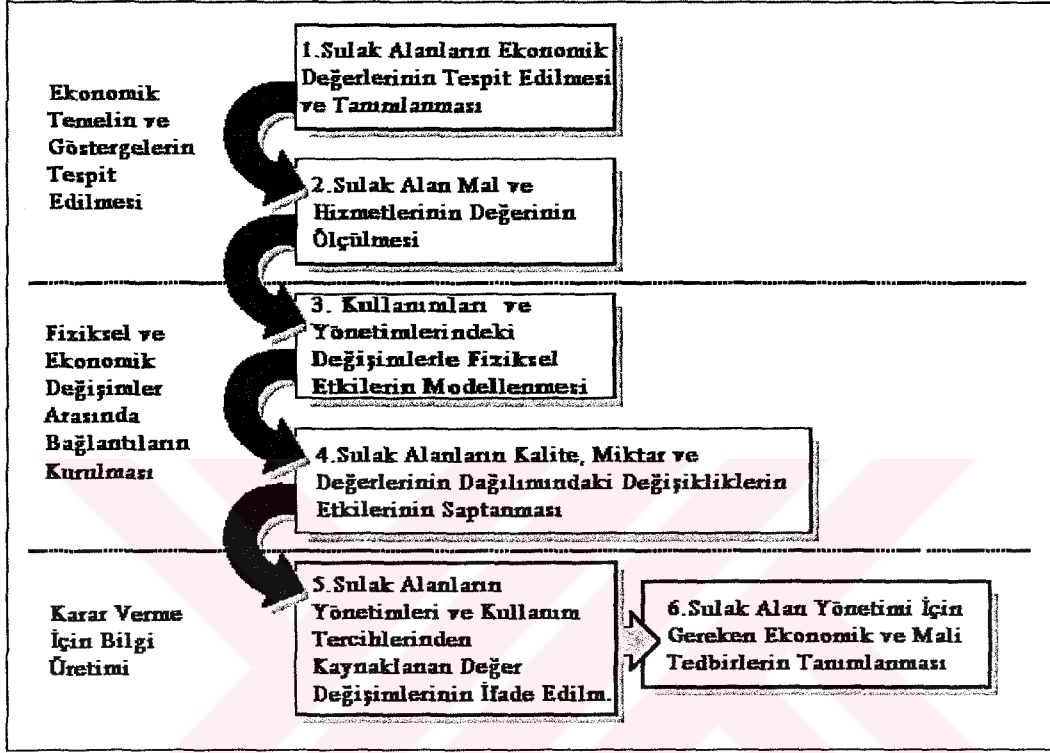 Ekonomik
Temelin ve
Göstergelerin
Tespit
Edilmesi
1.Sulak Alanların Ekonomik
Değerlerinin Tespit Edilmesi
ve Tanımlanması
2.Sulak Alan Mal ve
Hizmetlerinin Değerinin
Ölçülmesi
Fiziksel ve
Ekonomik
Değişimler
Arasında
Bağlantıların
Kurulması
3. Kullanımları ve
Yönetimlerindeki
Değişimlerle Fiziksel
Etkilerin Modellenmesi
4.Sulak Alanların Kalite, Miktar ve
Değerlerinin Dağılımındaki Değişikliklerin
Etkilerinin Saptanması
Karar Verme
İçin Bilgi
Üretimi
5.Sulak Alanların
Yönetimleri ve Kullanım
Tercihlerinden
Kaynaklanan Değer
Değişimlerinin İfade Edilm.
6.Sulak Alan Yönetimi İçin
Gereken Ekonomik ve Mali
Tedbirlerin Tanımlanması